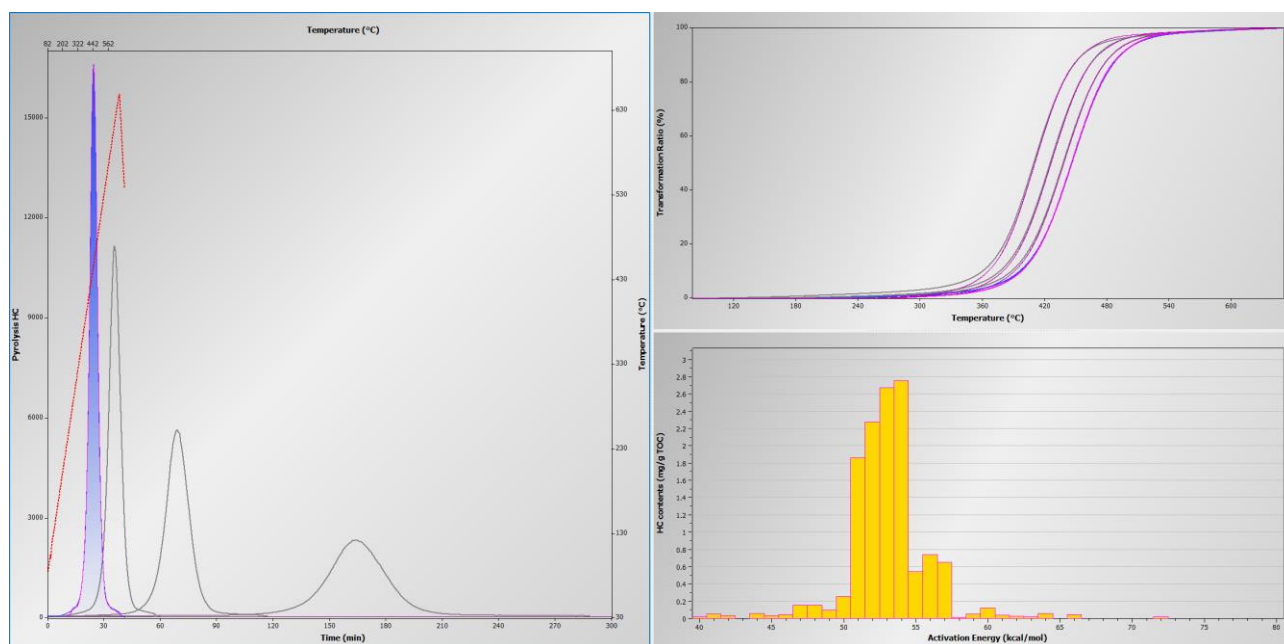 Temperature (°C)
82 202 322 442 562
15000
12000
9000
6000
3000
0
Pyrolysis HC
630
530
430
330
230
130
30
Temperature (°C)
0 30 60 90 120 150 180 210 240 270 300
Time (min)
100
80
60
40
20
0
Transformation Ratio (%)
120 180 240 300 360 420 480 540 600
Temperature (°C)
3
2.8
2.6
2.4
2.2
2
1.8
1.6
1.4
1.2
1
0.8
0.6
0.4
0.2
0
HC contents (mg/g TOC)
40 45 50 55 60 65 70 75 80
Activation Energy (kcal/mol)